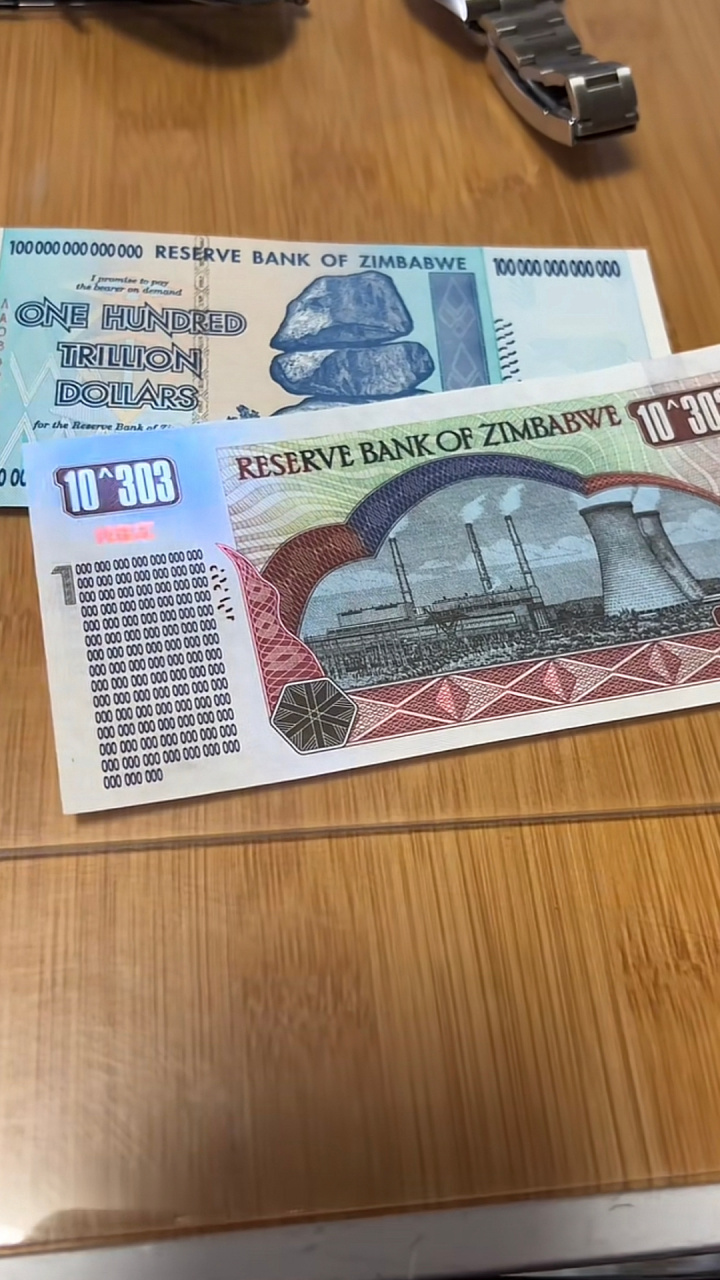 100 000 000 000 000 RESERVE BANK OF ZIMBABWE 100 000 000 000 000
I promise to pay
the bearer on demand
ONE HUNDRED
TRILLION
DOLLARS
for the Reserve Bank of
RESERVE BANK OF ZIMBABWE
10^303
10^303
1 000 000 000 000 000 000 000
000 000 000 000 000 000 000
000 000 000 000 000 000 000
000 000 000 000 000 000 000
000 000 000 000 000 000 000
000 000 000 000 000 000 000
000 000 000 000 000 000 000
000 000 000 000 000 000 000
000 000 000 000 000 000 000
000 000 000 000 000 000 000
000 000 000 000 000 000 000
000 000 000 000 000 000 000
000 000 000 000 000 000 000
000 000 000 000 000 000 000
000 000 000